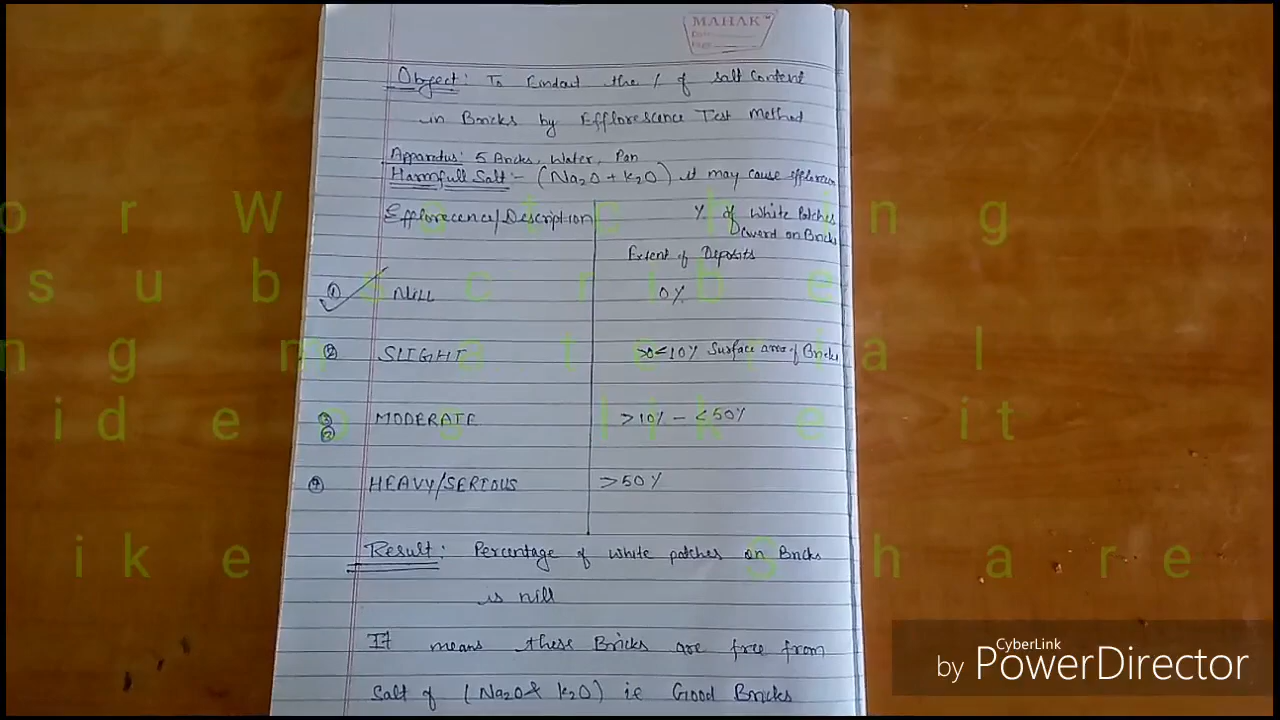 MAHAK
Date
Page
Object: To Findout the % of salt Content
in Bricks by Efflorescence Test Method
Apparatus: 5 Bricks, Water, Pan
Harmfull Salt:- (Na2O + K2O) it may cause
Efflorecence/Description
% of White Patches
on Bricks
Extent of Deposits
① NILL 0%
② SLIGHT >0<10% Surface area of Bricks
③ MODERATE >10% - <50%
④ HEAVY/SERIOUS >50%
Result: Percentage of white patches on Bricks
is nill
It means these Bricks are free from
Salt of (Na2O & K2O) ie Good Bricks
o r W a t c h i n g
s u b s c r i b e
n g m a t e r i a l
i d e o s l i k e it
i k e S h a r e
by CyberLink PowerDirector